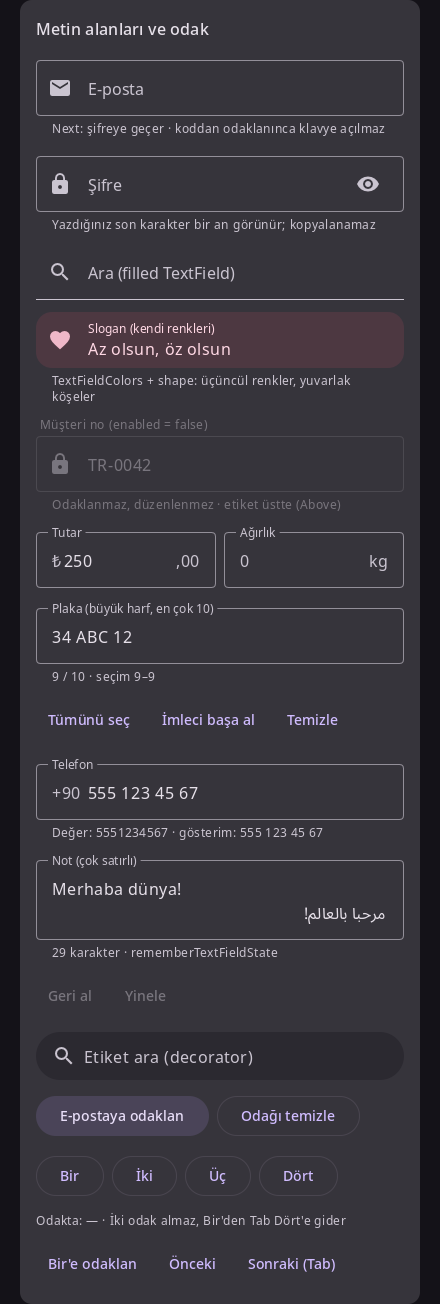 Metin alanları ve odak
E-posta
Next: şifreye geçer · koddan odaklanınca klavye açılmaz
Şifre
Yazdığınız son karakter bir an görünür; kopyalanamaz
Ara (filled TextField)
Slogan (kendi renkleri)
Az olsun, öz olsun
TextFieldColors + shape: üçüncül renkler, yuvarlak
köşeler
Müşteri no (enabled = false)
TR-0042
Odaklanmaz, düzenlenmez · etiket üstte (Above)
Tutar Ağırlık
₺ 250 ,00 0 kg
Plaka (büyük harf, en çok 10)
34 ABC 12
9 / 10 · seçim 9–9
Tümünü seç İmleci başa al Temizle
Telefon
+90 555 123 45 67
Değer: 5551234567 · gösterim: 555 123 45 67
Not (çok satırlı)
Merhaba dünya!
مرحبا بالعالم!
29 karakter · rememberTextFieldState
Geri al Yinele
Etiket ara (decorator)
E-postaya odaklan Odağı temizle
Bir İki Üç Dört
Odakta: — · İki odak almaz, Bir'den Tab Dört'e gider
Bir'e odaklan Önceki Sonraki (Tab)